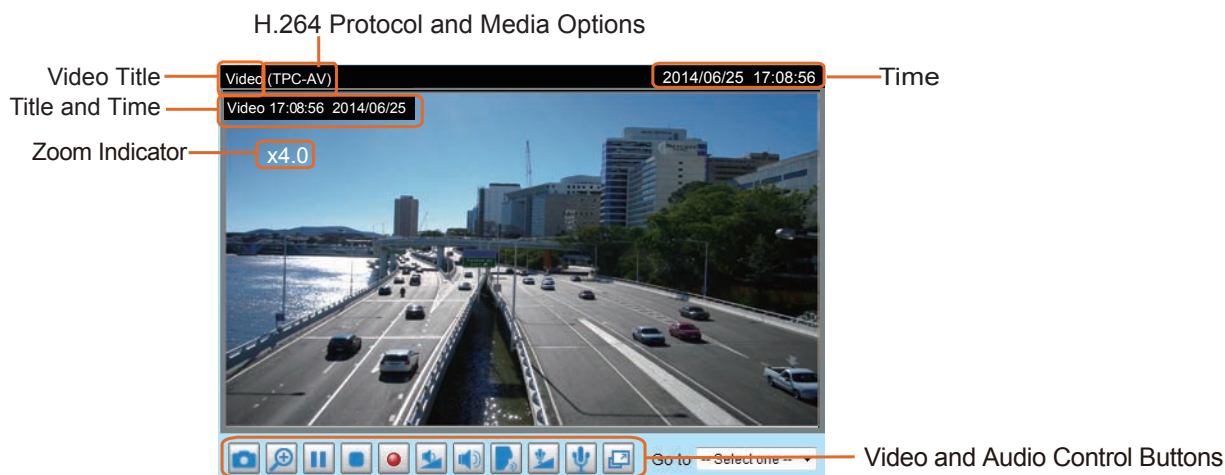 H.264 Protocol and Media Options
Video Title
Video (TPC-AV)
2014/06/25 17:08:56
Time
Title and Time
Video 17:08:56 2014/06/25
Zoom Indicator
x4.0
Go to
-- Select one --
Video and Audio Control Buttons